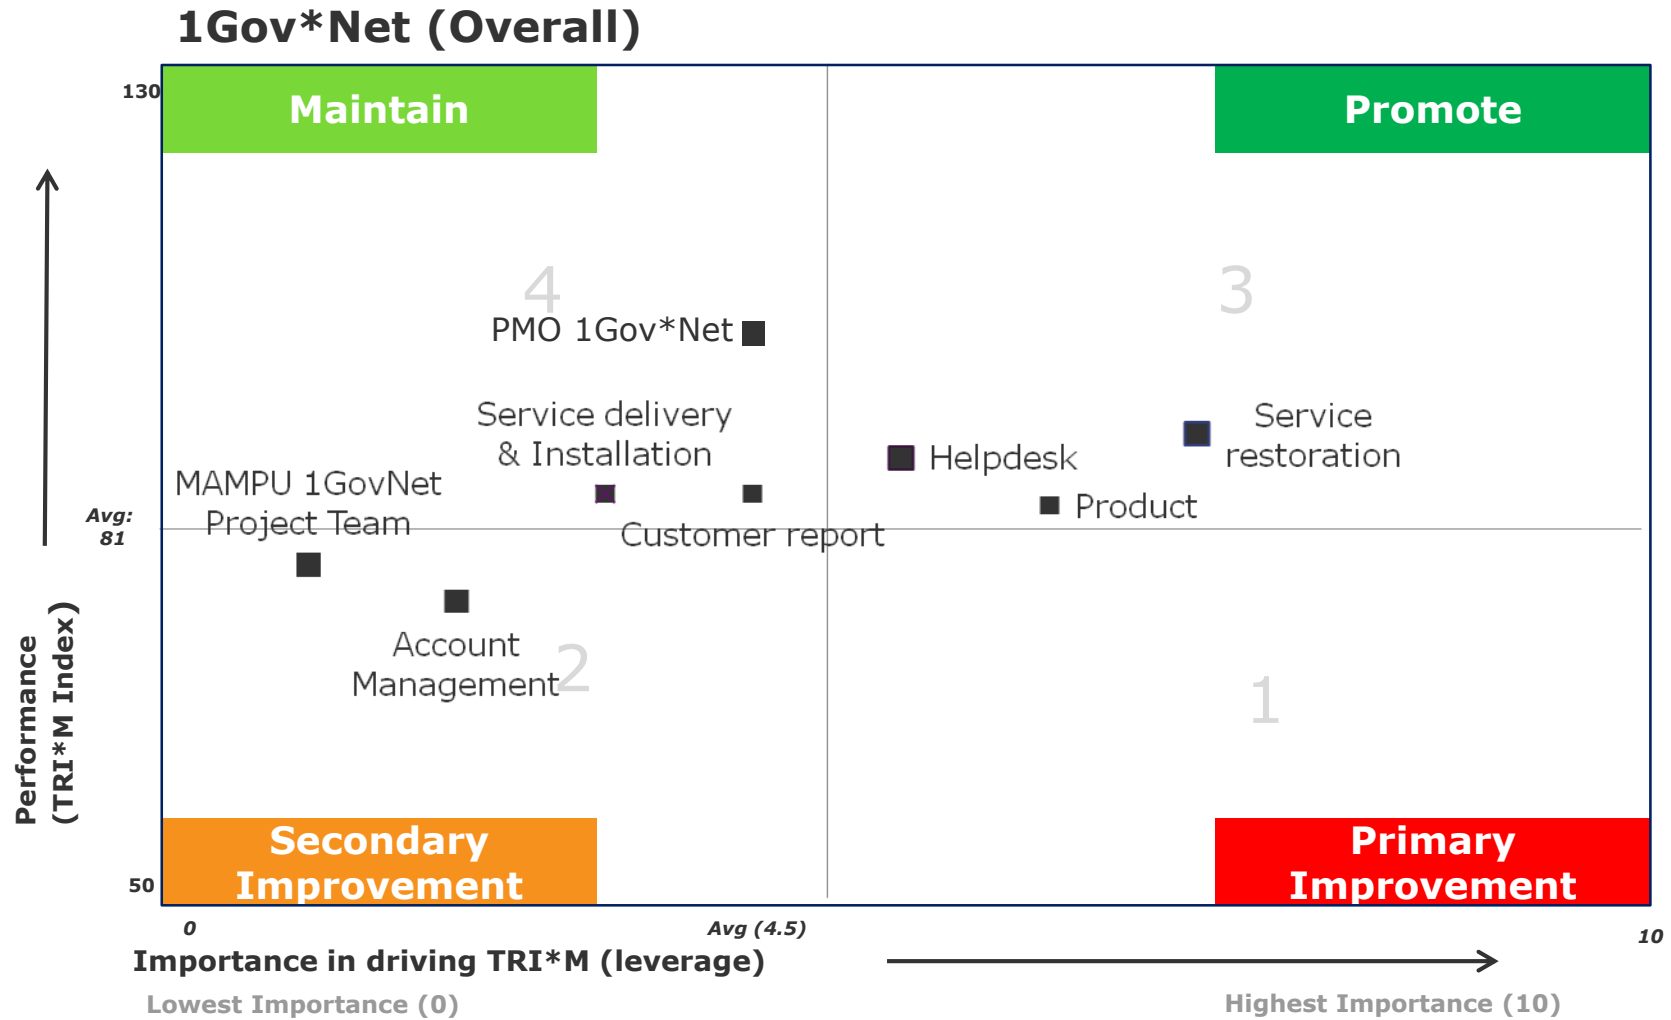 1Gov*Net (Overall)
130
Maintain
Promote
4
3
PMO 1Gov*Net
Service delivery
& Installation
Service
restoration
Helpdesk
MAMPU 1GovNet
Project Team
Product
Avg:
81
Customer report
Account
Management
2
1
Performance
(TRI*M Index)
Secondary
Improvement
Primary
Improvement
50
0
Avg (4.5)
10
Importance in driving TRI*M (leverage)
Lowest Importance (0)
Highest Importance (10)